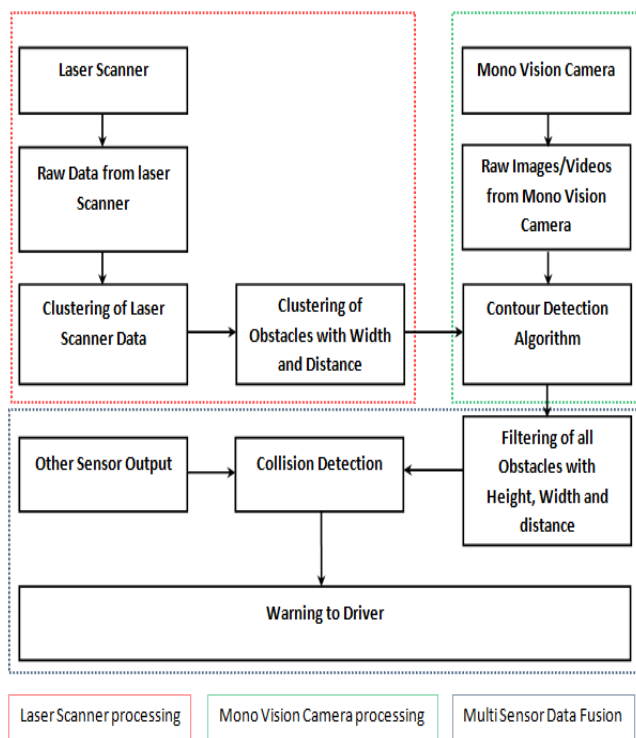 Laser Scanner
Mono Vision Camera
Raw Data from laser
Scanner
Raw Images/Videos
from Mono Vision
Camera
Clustering of Laser
Scanner Data
Clustering of
Obstacles with Width
and Distance
Contour Detection
Algorithm
Other Sensor Output
Collision Detection
Filtering of all
Obstacles with
Height, Width and
distance
Warning to Driver
Laser Scanner processing
Mono Vision Camera processing
Multi Sensor Data Fusion